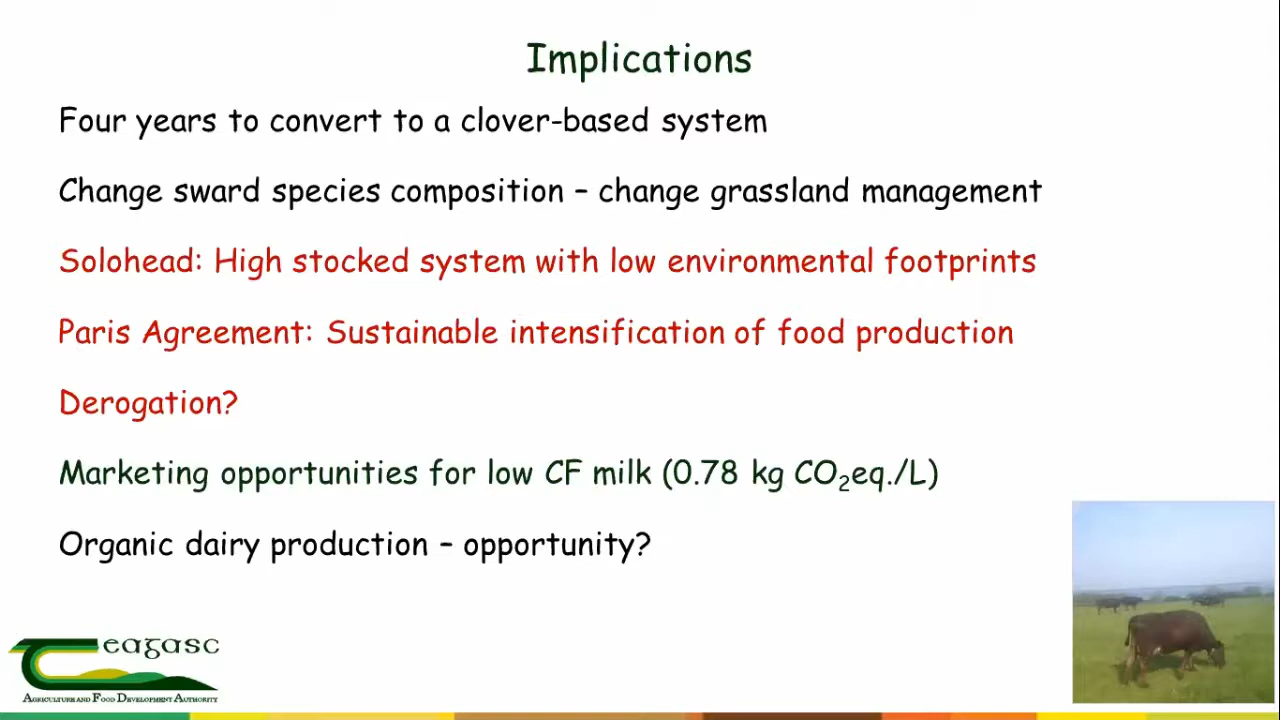 Implications
Four years to convert to a clover-based system
Change sward species composition – change grassland management
Solohead: High stocked system with low environmental footprints
Paris Agreement: Sustainable intensification of food production
Derogation?
Marketing opportunities for low CF milk (0.78 kg CO₂eq./L)
Organic dairy production – opportunity?
Teagasc
Agriculture and Food Development Authority